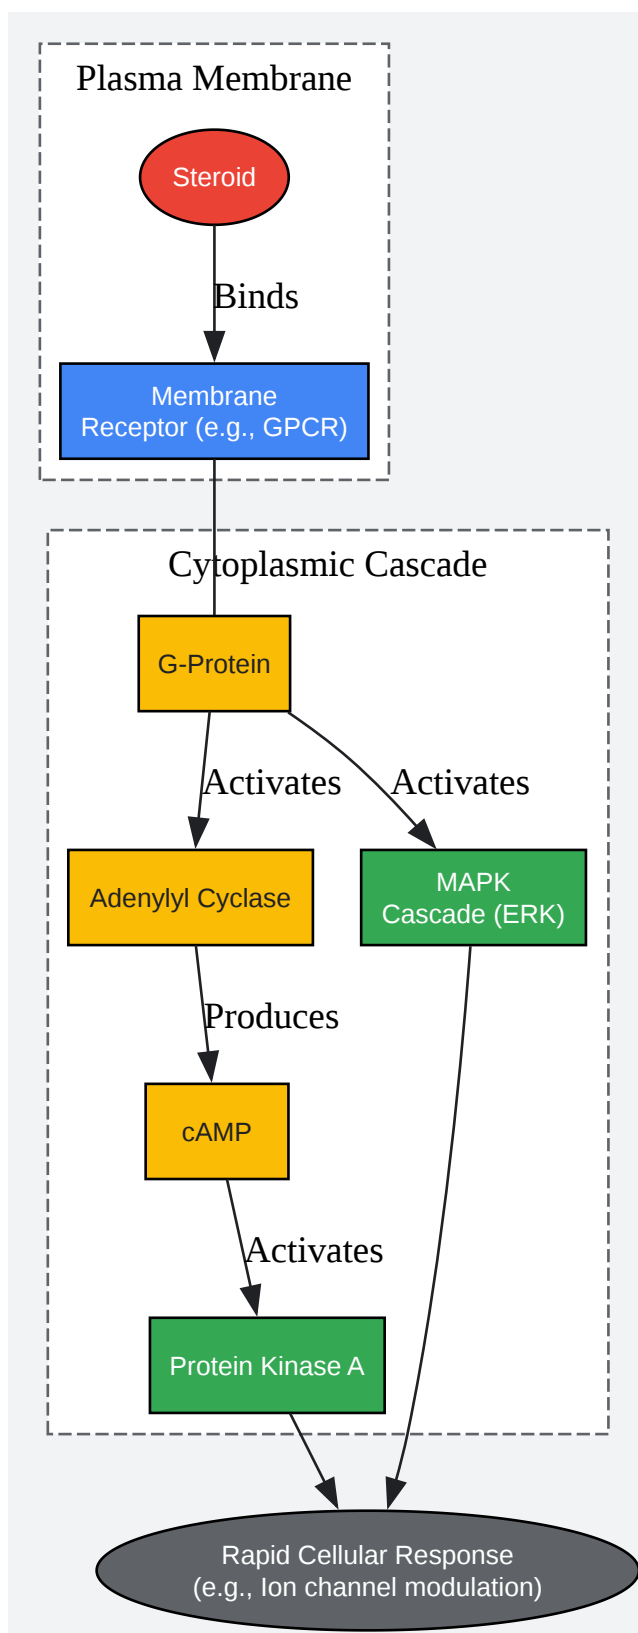 Plasma Membrane
Steroid
Binds
Membrane
Receptor (e.g., GPCR)
Cytoplasmic Cascade
G-Protein
Activates
Activates
Adenylyl Cyclase
MAPK
Cascade (ERK)
Produces
cAMP
Activates
Protein Kinase A
Rapid Cellular Response
(e.g., Ion channel modulation)